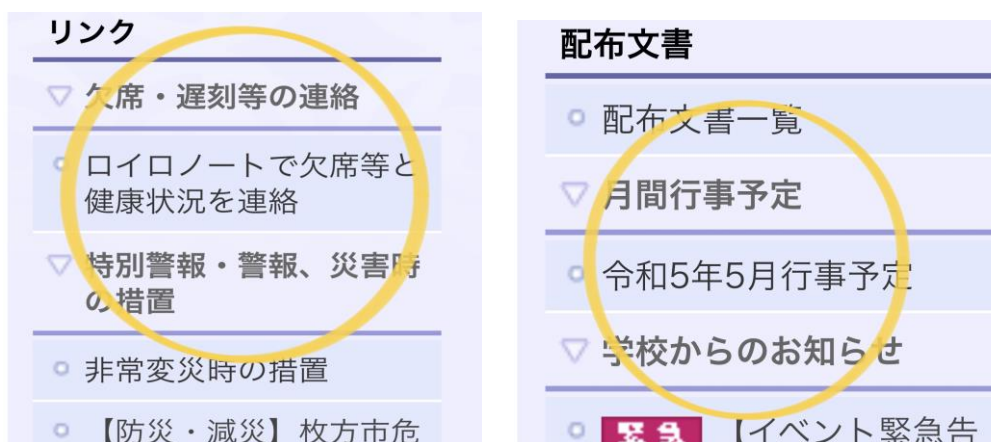 リンク
欠席・遅刻等の連絡
ロイロノートで欠席等と
健康状況を連絡
特別警報・警報、災害時
の措置
非常変災時の措置
【防災・減災】枚方市危
配布文書
配布文書一覧
月間行事予定
令和5年5月行事予定
学校からのお知らせ
緊急 【イベント緊急告